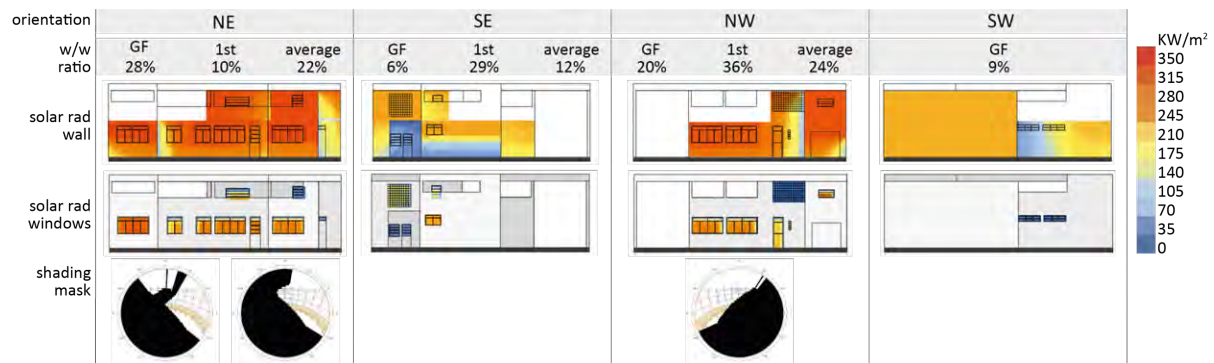 orientation NE SE NW SW
w/w ratio GF 28% 1st 10% average 22% GF 6% 1st 29% average 12% GF 20% 1st 36% average 24% GF 9%
KW/m²
350
315
280
245
210
175
140
105
70
35
0
solar rad wall
solar rad windows
shading mask